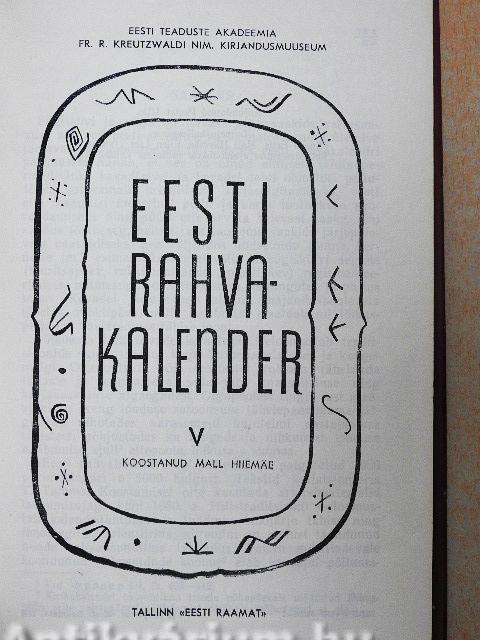 EESTI TEADUSTE AKADEEMIA
FR. R. KREUTZWALDI NIM. KIRJANDUSMUUSEUM
EESTI
RAHVA-
KALENDER
V
KOOSTANUD MALL HIIEMÄE
TALLINN «EESTI RAAMAT»